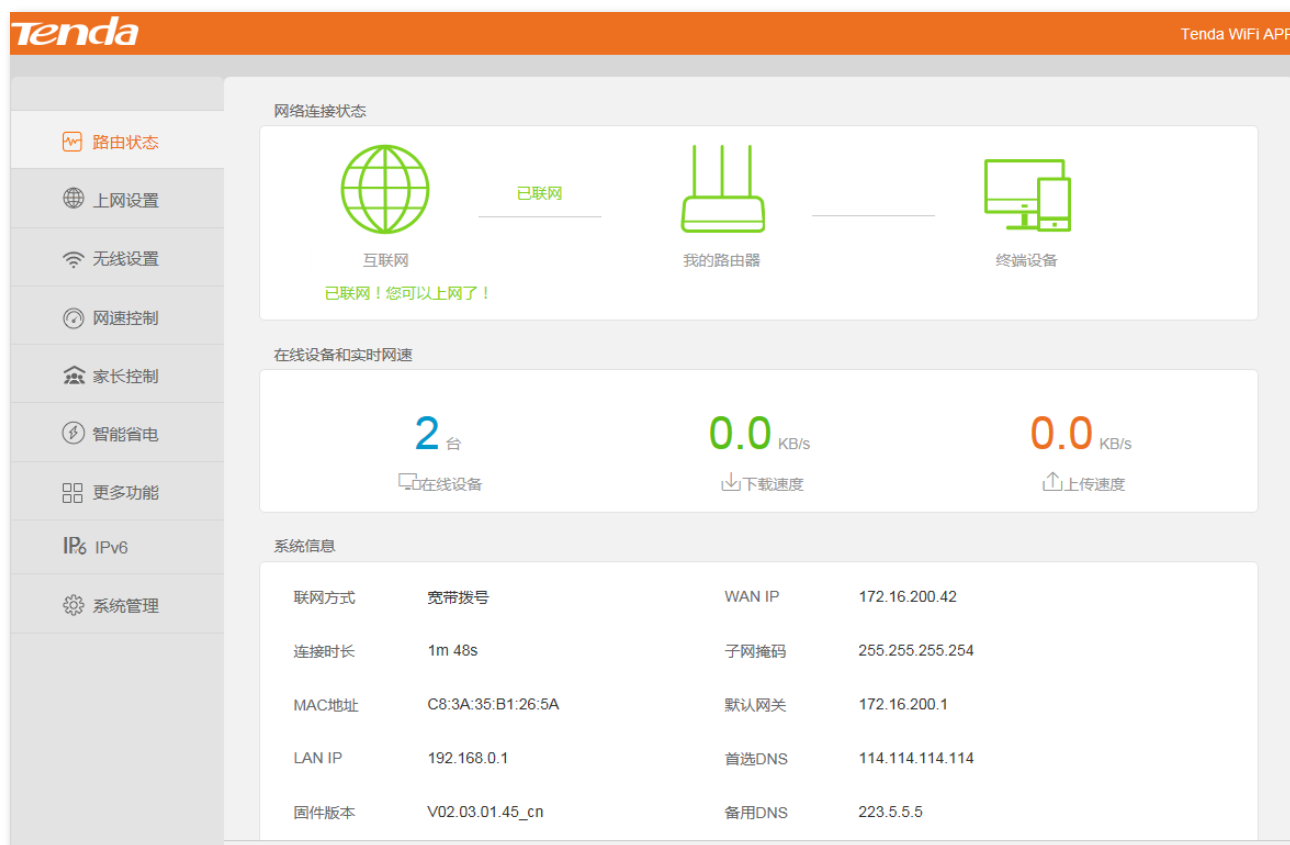 Tenda
Tenda WiFi APP
路由状态
上网设置
无线设置
网速控制
家长控制
智能省电
更多功能
IPv6 IPv6
系统管理
网络连接状态
已联网
互联网
我的路由器
终端设备
已联网！您可以上网了！
在线设备和实时网速
2 台
0.0 KB/s
0.0 KB/s
在线设备
下载速度
上传速度
系统信息
联网方式 宽带拨号 WAN IP 172.16.200.42
连接时长 1m 48s 子网掩码 255.255.255.254
MAC地址 C8:3A:35:B1:26:5A 默认网关 172.16.200.1
LAN IP 192.168.0.1 首选DNS 114.114.114.114
固件版本 V02.03.01.45_cn 备用DNS 223.5.5.5